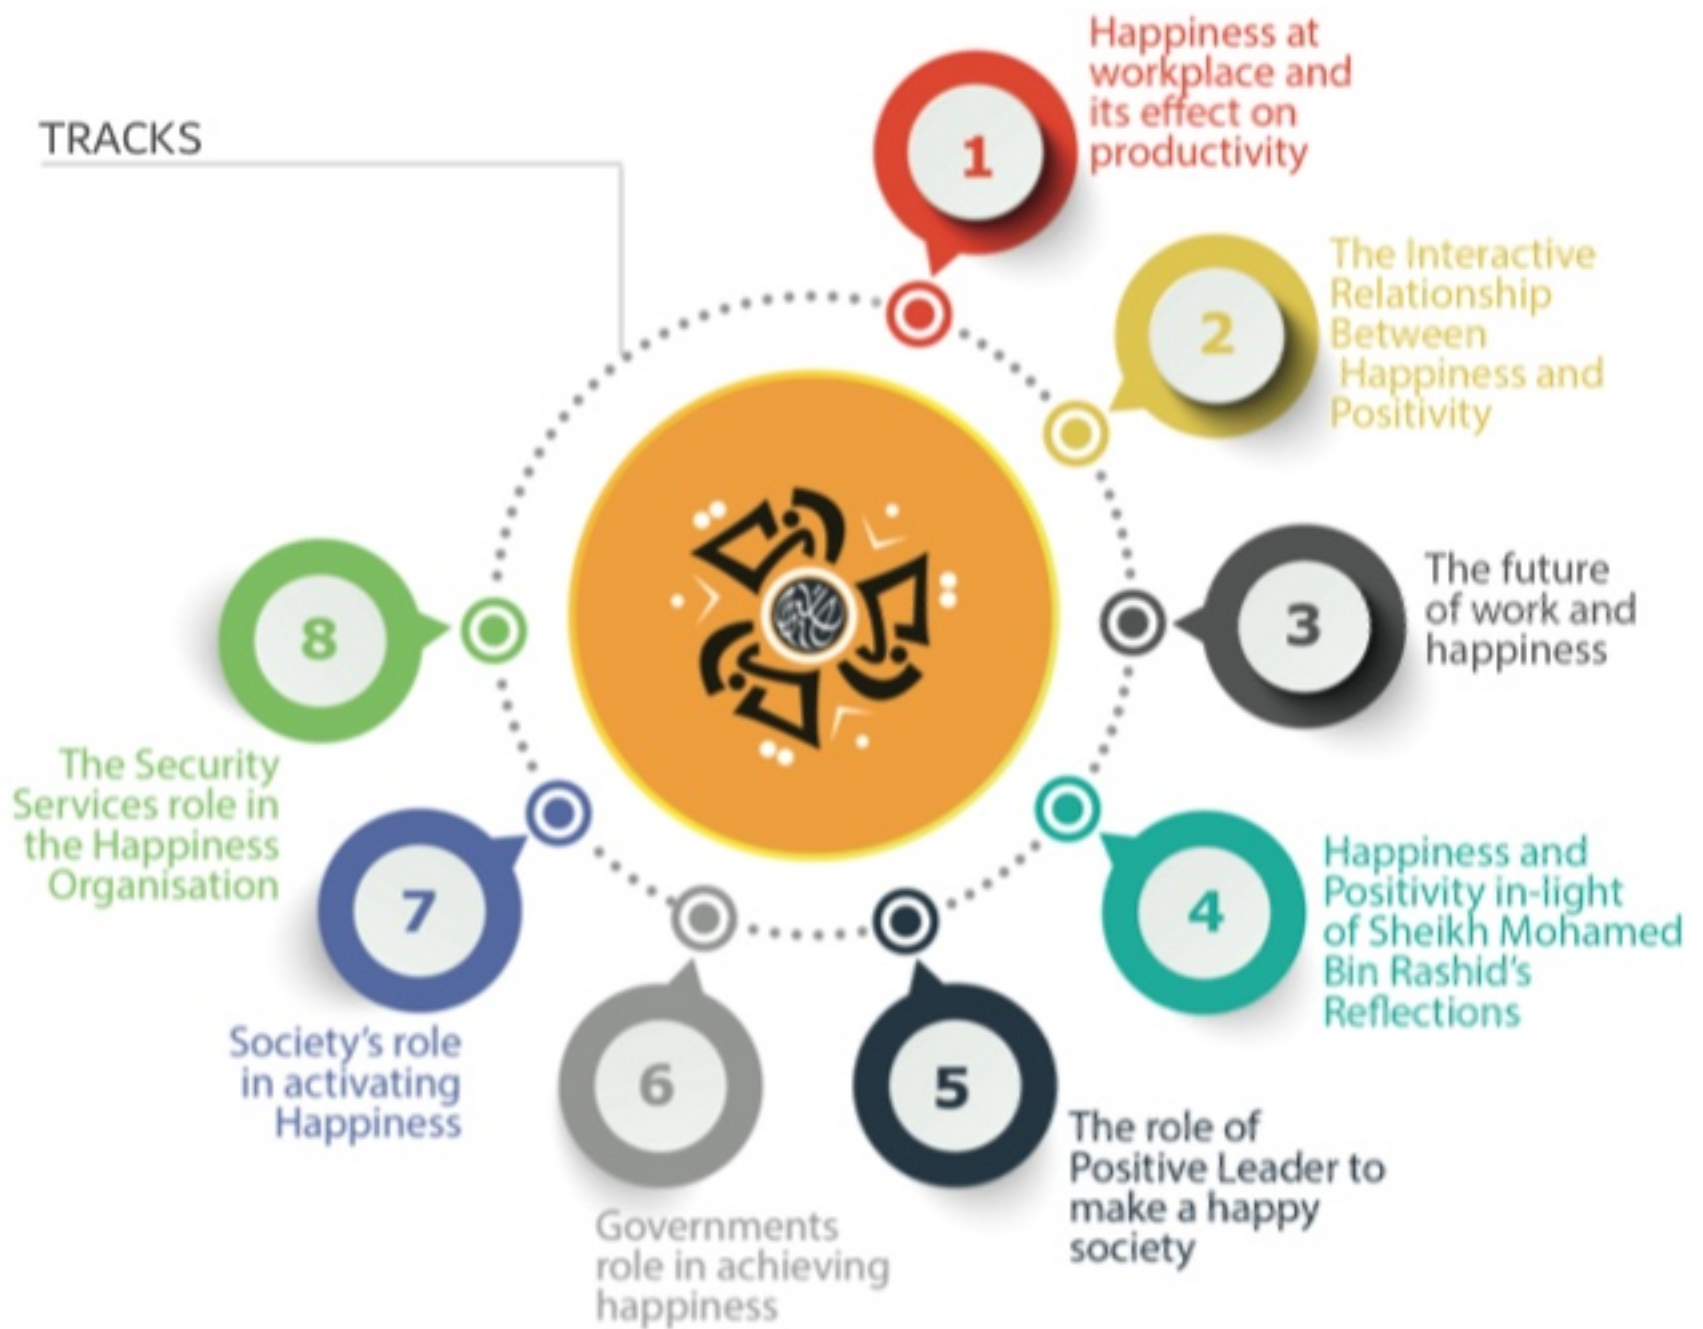 TRACKS
1
Happiness at
workplace and
its effect on
productivity
2
The Interactive
Relationship
Between
Happiness and
Positivity
3
The future
of work and
happiness
4
Happiness and
Positivity in-light
of Sheikh Mohamed
Bin Rashid's
Reflections
5
The role of
Positive Leader to
make a happy
society
6
Governments
role in achieving
happiness
7
Society's role
in activating
Happiness
8
The Security
Services role in
the Happiness
Organisation